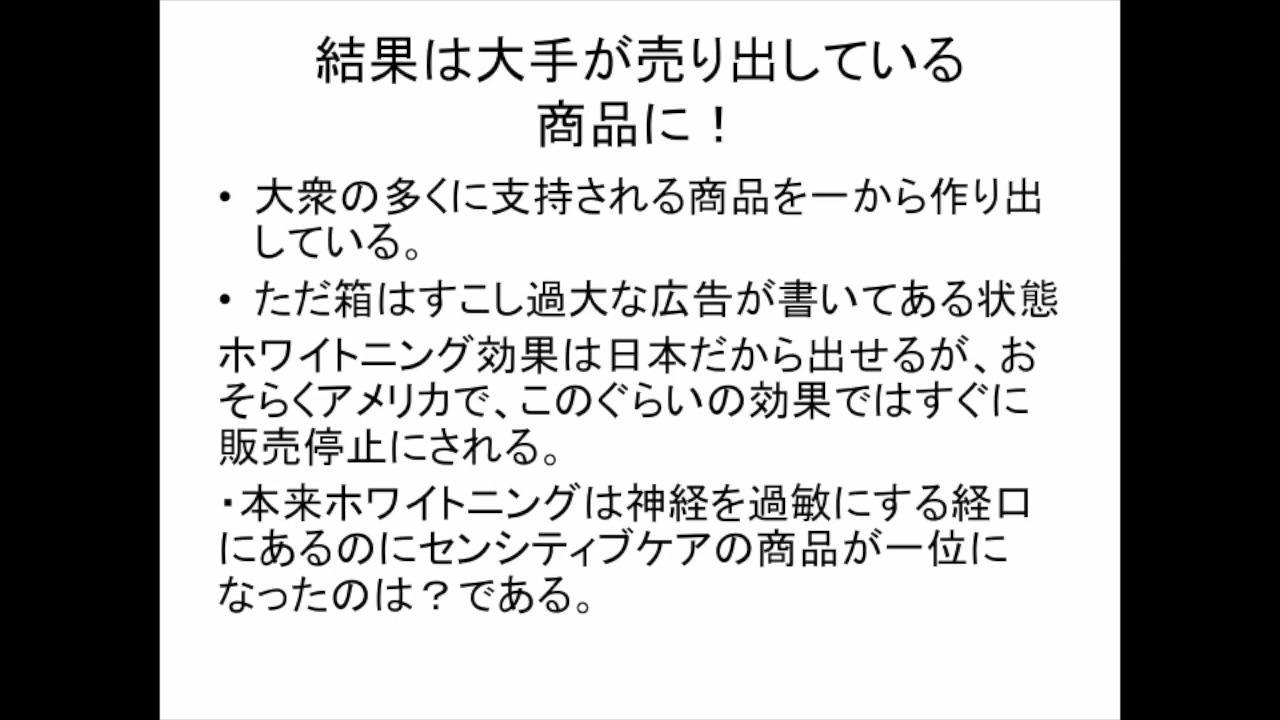 結果は大手が売り出している
商品に！
• 大衆の多くに支持される商品を一から作り出
している。
• ただ箱はすこし過大な広告が書いてある状態
ホワイトニング効果は日本だから出せるが、お
そらくアメリカで、このぐらいの効果ではすぐに
販売停止にされる。
・本来ホワイトニングは神経を過敏にする経口
にあるのにセンシティブケアの商品が一位に
なったのは？である。